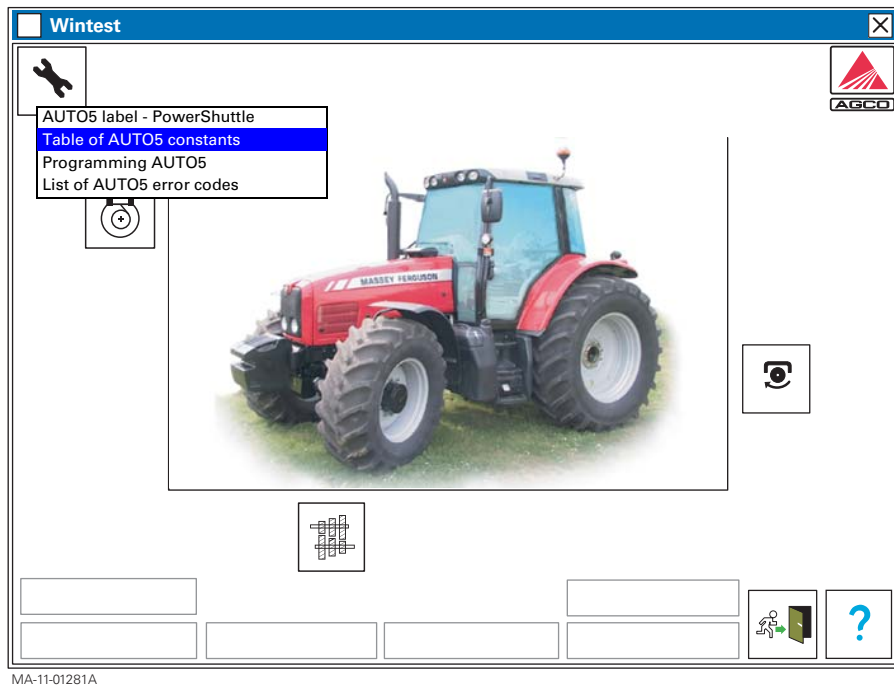 Wintest
AGCO
AUTO5 label - PowerShuttle
Table of AUTO5 constants
Programming AUTO5
List of AUTO5 error codes
MASSEY FERGUSON
?
MA-11-01281A